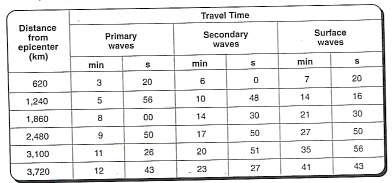 Distance from epicenter (km)
Travel Time
Primary waves
Secondary waves
Surface waves
min s min s min s
620 3 20 6 0 7 20
1,240 5 56 10 48 14 16
1,860 8 00 14 30 21 30
2,480 9 50 17 50 27 50
3,100 11 26 20 51 35 56
3,720 12 43 23 27 41 43